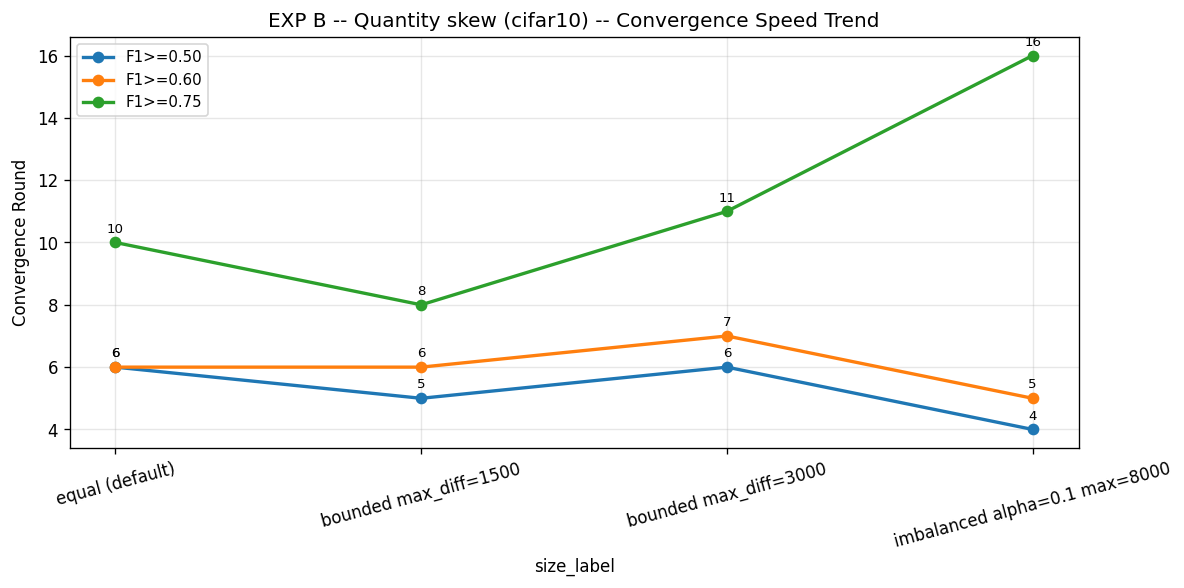 EXP B -- Quantity skew (cifar10) -- Convergence Speed Trend
F1>=0.50
F1>=0.60
F1>=0.75
Convergence Round
16
14
12
10
8
6
4
10
8
11
16
6
6
7
5
6
5
6
4
equal (default)
bounded max_diff=1500
bounded max_diff=3000
imbalanced alpha=0.1 max=8000
size_label